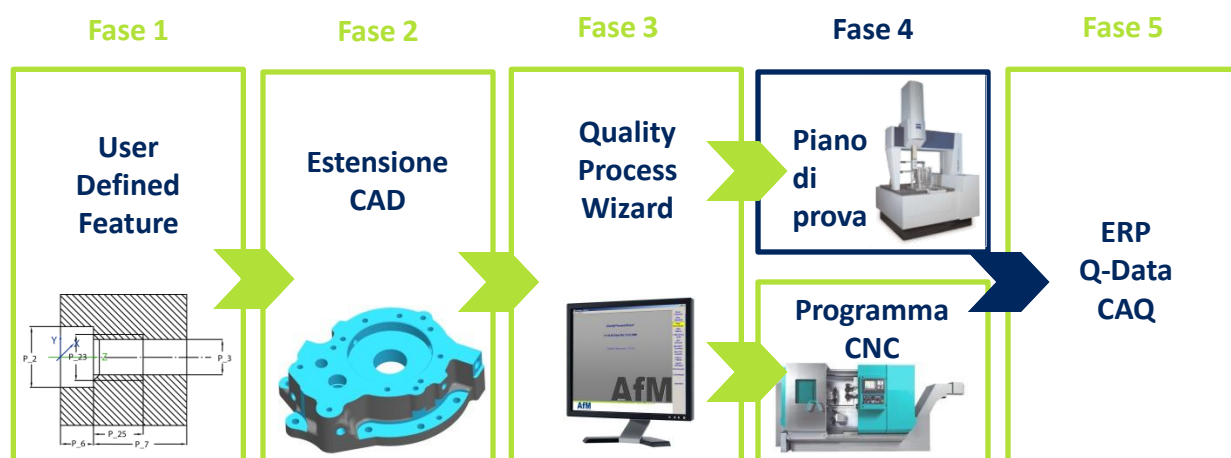 Fase 1
Fase 2
Fase 3
Fase 4
Fase 5
User
Defined
Feature
Y
X
Z
P_2
P_23
P_3
P_25
P_6
P_7
Estensione
CAD
Quality
Process
Wizard
AfM
AfM
Piano
di
prova
Programma
CNC
ERP
Q-Data
CAQ